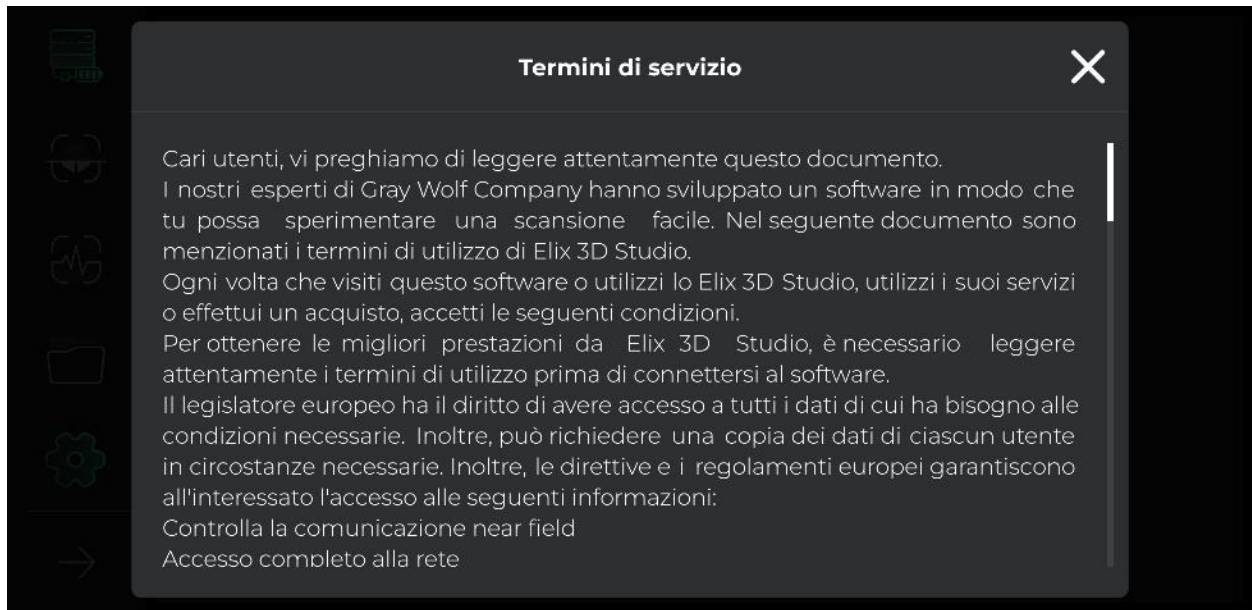 Termini di servizio
Cari utenti, vi preghiamo di leggere attentamente questo documento.
I nostri esperti di Gray Wolf Company hanno sviluppato un software in modo che
tu possa sperimentare una scansione facile. Nel seguente documento sono
menzionati i termini di utilizzo di Elix 3D Studio.
Ogni volta che visiti questo software o utilizzi lo Elix 3D Studio, utilizzi i suoi servizi
o effettui un acquisto, accetti le seguenti condizioni.
Per ottenere le migliori prestazioni da Elix 3D Studio, è necessario leggere
attentamente i termini di utilizzo prima di connettersi al software.
Il legislatore europeo ha il diritto di avere accesso a tutti i dati di cui ha bisogno alle
condizioni necessarie. Inoltre, può richiedere una copia dei dati di ciascun utente
in circostanze necessarie. Inoltre, le direttive e i regolamenti europei garantiscono
all'interessato l'accesso alle seguenti informazioni:
Controlla la comunicazione near field
Accesso completo alla rete